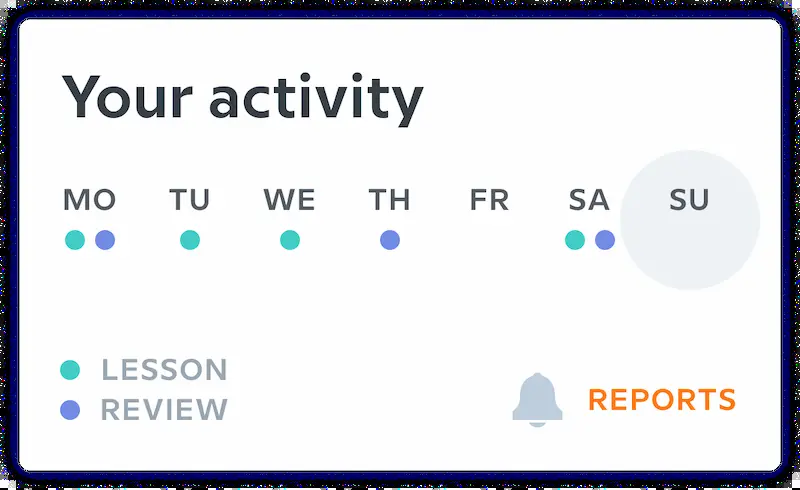 Your activity
MO TU WE TH FR SA SU
LESSON
REVIEW
REPORTS